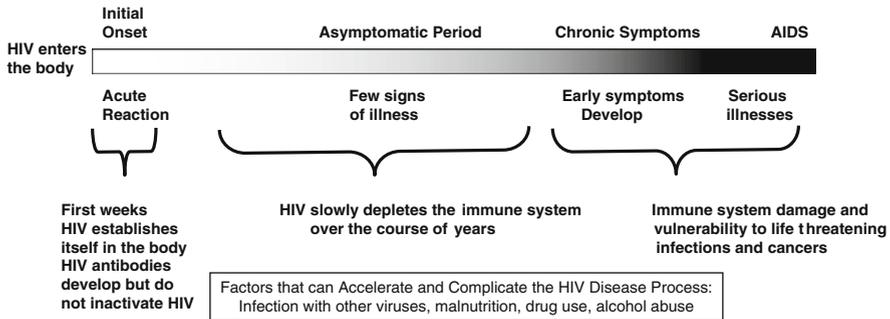 Initial
Onset
Asymptomatic Period
Chronic Symptoms
AIDS
HIV enters
the body
Acute
Reaction
Few signs
of illness
Early symptoms
Develop
Serious
illnesses
First weeks
HIV establishes
itself in the body
HIV antibodies
develop but do
not inactivate HIV
HIV slowly depletes the immune system
over the course of years
Immune system damage and
vulnerability to life threatening
infections and cancers
Factors that can Accelerate and Complicate the HIV Disease Process:
Infection with other viruses, malnutrition, drug use, alcohol abuse